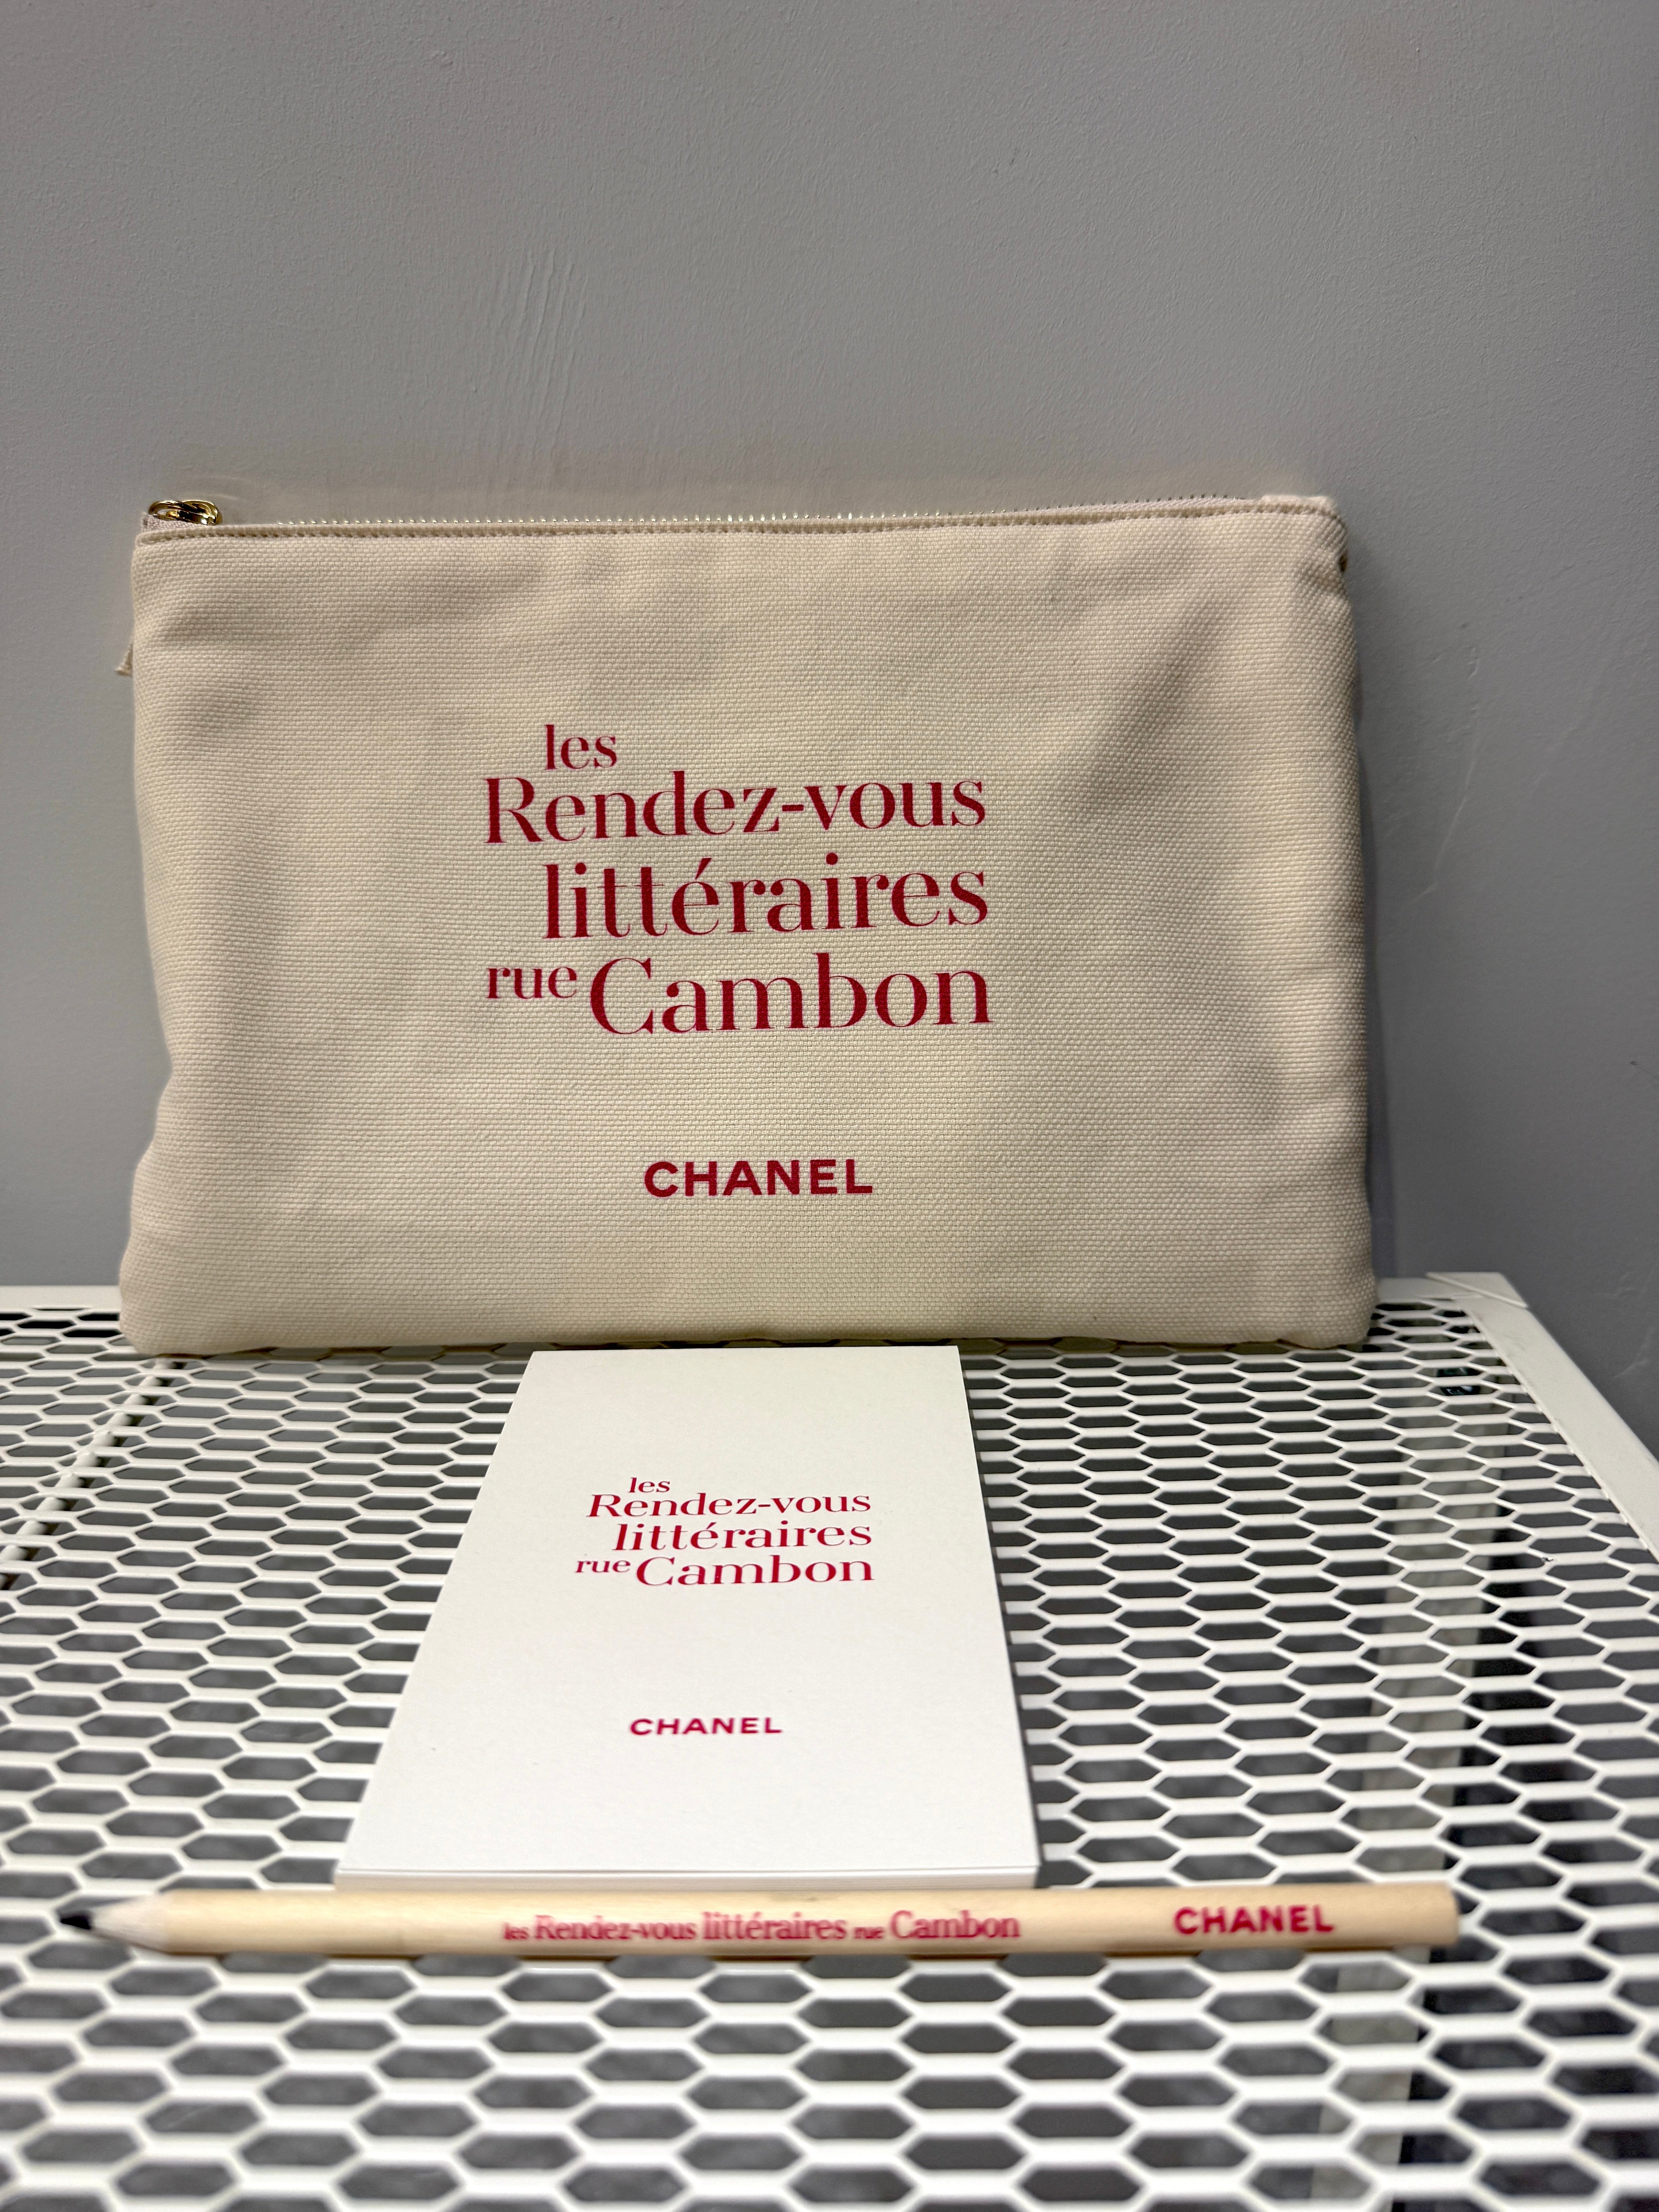 les
Rendez-vous
littéraires
rue Cambon
CHANEL
les
Rendez-vous
littéraires
rue Cambon
CHANEL
les Rendez-vous littéraires rue Cambon CHANEL